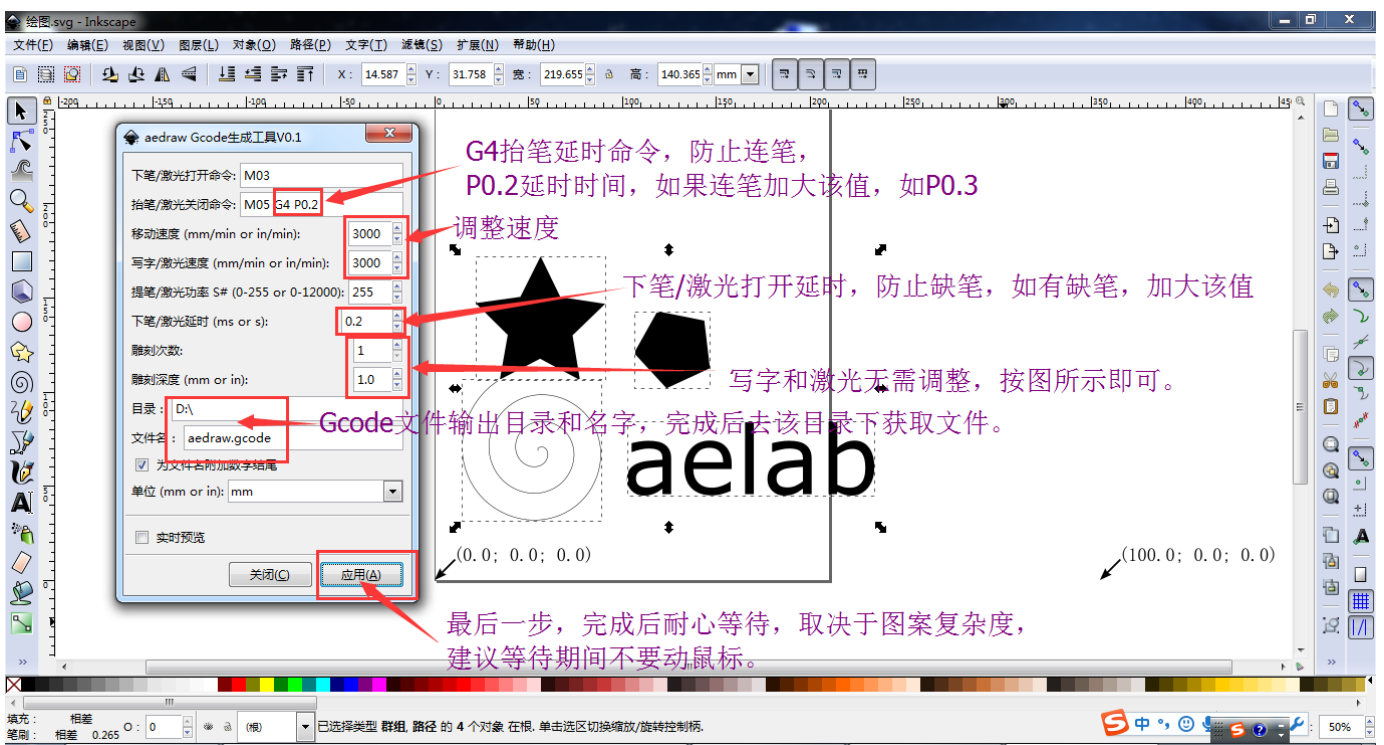 绘图.svg - Inkscape
文件(F) 编辑(E) 视图(V) 图层(L) 对象(O) 路径(P) 文字(T) 滤镜(S) 扩展(N) 帮助(H)
X: 14.587 Y: 31.758 宽: 219.655 高: 140.365 mm
-200 -150 -100 -50 0 50 100 150 200 250 300 350 400 45
aedraw Gcode生成工具V0.1
下笔/激光打开命令: M03
抬笔/激光关闭命令: M05 G4 P0.2
移动速度 (mm/min or in/min): 3000
写字/激光速度 (mm/min or in/min): 3000
提笔/激光功率 S# (0-255 or 0-12000): 255
下笔/激光延时 (ms or s): 0.2
雕刻次数: 1
雕刻深度 (mm or in): 1.0
目录: D:\
文件名: aedraw.gcode
为文件名附加数字结尾
单位 (mm or in): mm
实时预览
关闭(C) 应用(A)
G4抬笔延时命令，防止连笔，
P0.2延时时间，如果连笔加大该值，如P0.3
调整速度
下笔/激光打开延时，防止缺笔，如有缺笔，加大该值
写字和激光无需调整，按图所示即可。
Gcode文件输出目录和名字，完成后去该目录下获取文件。
aelab
(0.0; 0.0; 0.0)
(100.0; 0.0; 0.0)
最后一步，完成后耐心等待，取决于图案复杂度，
建议等待期间不要动鼠标。
填充: 相差
笔刷: 相差 0.265
O: 0
(根)
已选择类型 群组, 路径 的 4 个对象 在根. 单击选区切换缩放/旋转控制柄.
中
50%